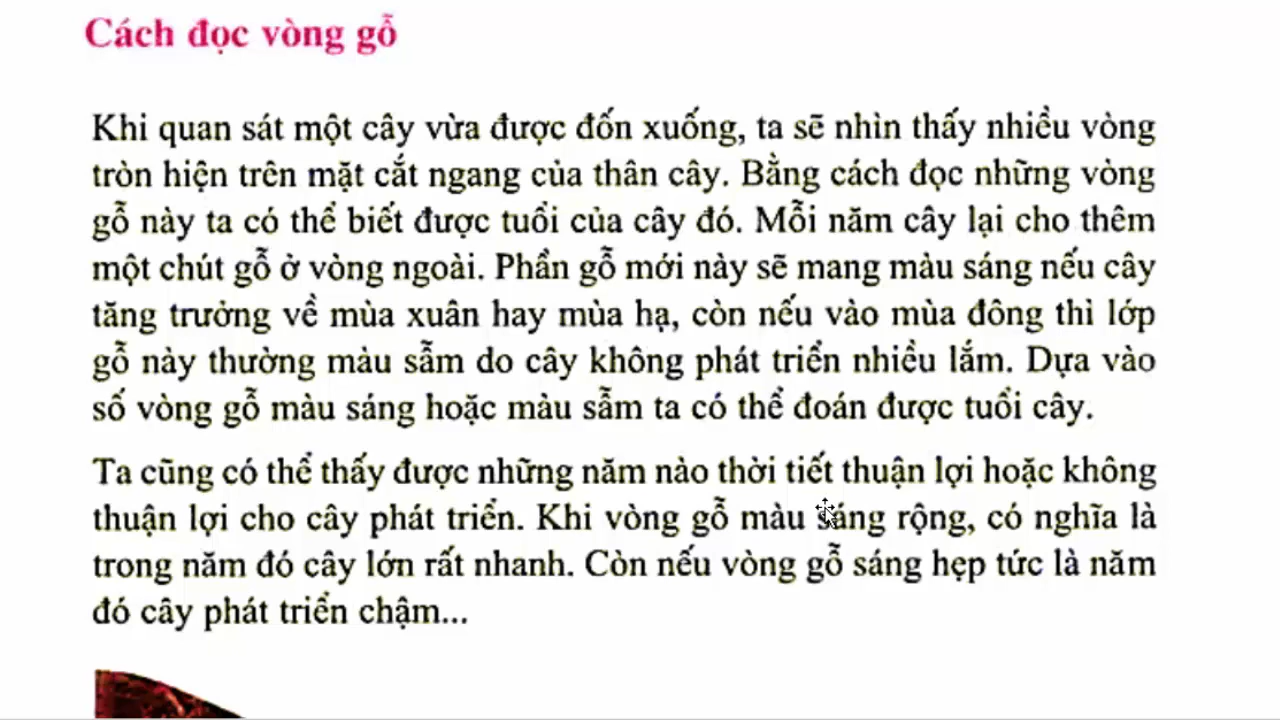 Cách đọc vòng gỗ
Khi quan sát một cây vừa được đốn xuống, ta sẽ nhìn thấy nhiều vòng
tròn hiện trên mặt cắt ngang của thân cây. Bằng cách đọc những vòng
gỗ này ta có thể biết được tuổi của cây đó. Mỗi năm cây lại cho thêm
một chút gỗ ở vòng ngoài. Phần gỗ mới này sẽ mang màu sáng nếu cây
tăng trưởng về mùa xuân hay mùa hạ, còn nếu vào mùa đông thì lớp
gỗ này thường màu sẫm do cây không phát triển nhiều lắm. Dựa vào
số vòng gỗ màu sáng hoặc màu sẫm ta có thể đoán được tuổi cây.
Ta cũng có thể thấy được những năm nào thời tiết thuận lợi hoặc không
thuận lợi cho cây phát triển. Khi vòng gỗ màu sáng rộng, có nghĩa là
trong năm đó cây lớn rất nhanh. Còn nếu vòng gỗ sáng hẹp tức là năm
đó cây phát triển chậm...